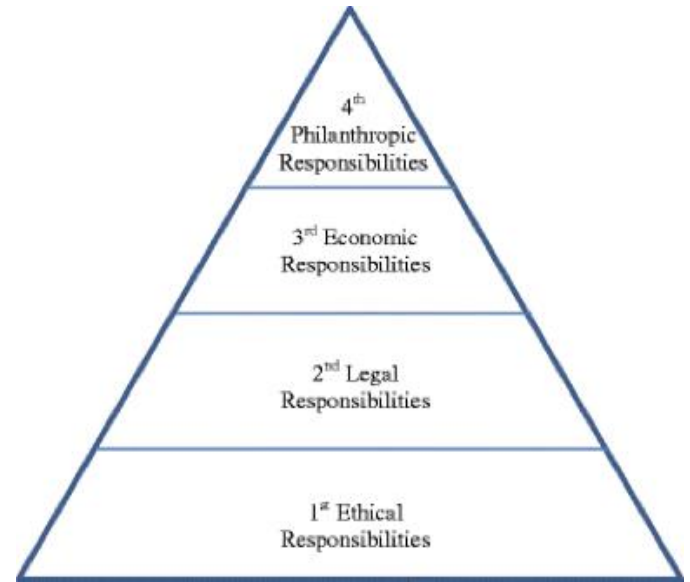 4th
Philanthropic
Responsibilities
3rd Economic
Responsibilities
2nd Legal
Responsibilities
1st Ethical
Responsibilities